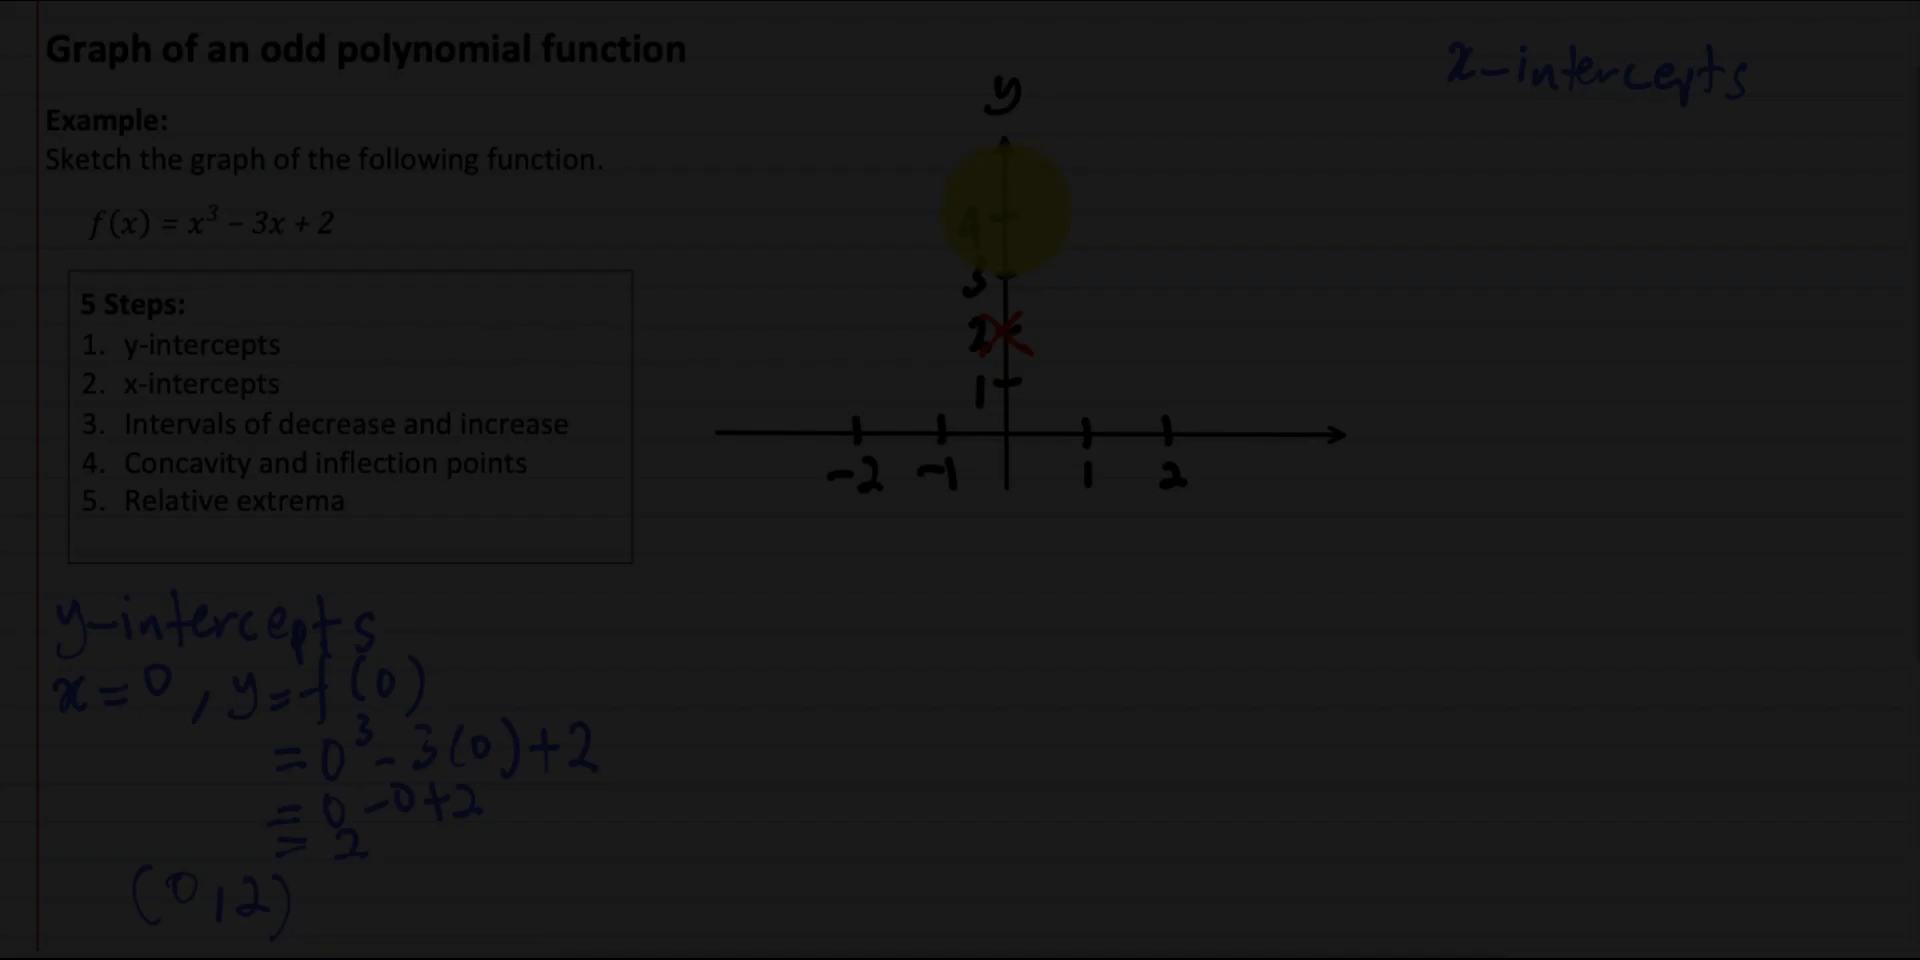 Graph of an odd polynomial function
Example:
Sketch the graph of the following function.
f(x) = x³ − 3x + 2
5 Steps:
1. y-intercepts
2. x-intercepts
3. Intervals of decrease and increase
4. Concavity and inflection points
5. Relative extrema
y-intercepts
x=0, y=f(0)
=0³-3(0)+2
=0-0+2
=2
(0,2)
y
4
3
2
1
-2 -1 1 2
x-intercepts